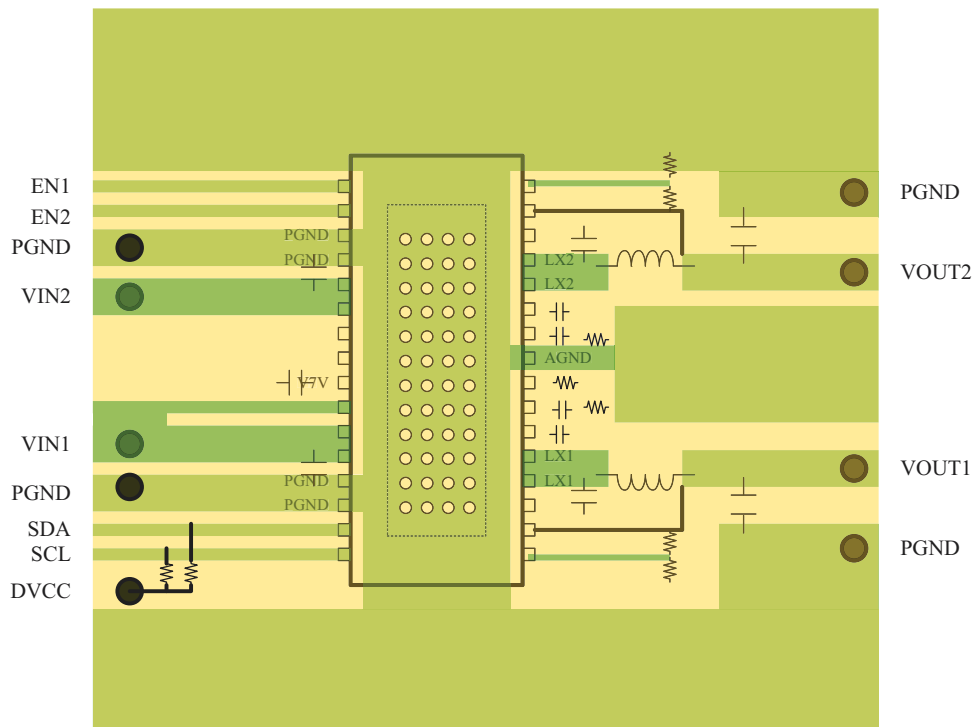 EN1
EN2
PGND
VIN2
VIN1
PGND
SDA
SCL
DVCC
PGND
PGND
V7V
PGND
PGND
LX2
LX2
AGND
LX1
LX1
PGND
VOUT2
VOUT1
PGND